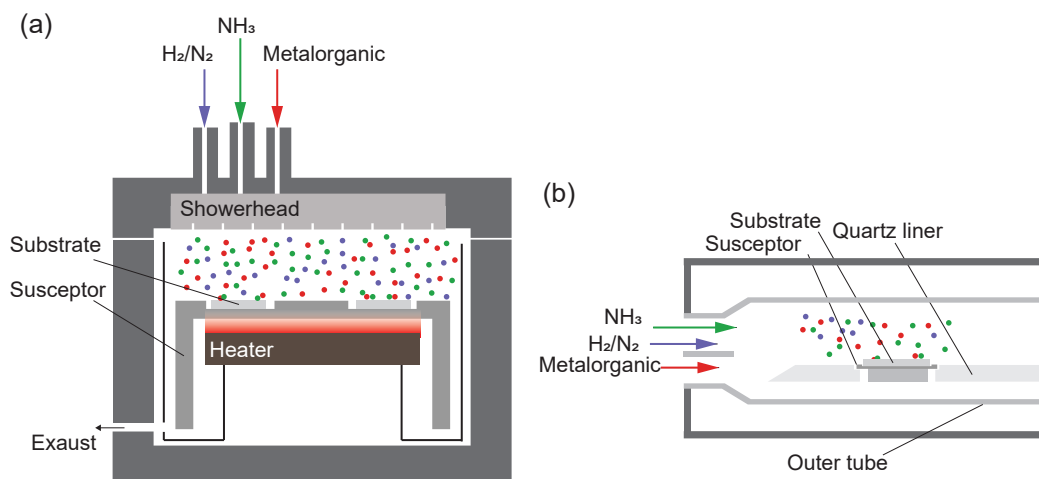 (a)
NH₃
H₂/N₂
Metalorganic
Showerhead
Substrate
Susceptor
Heater
Exaust
(b)
Substrate
Susceptor
Quartz liner
NH₃
H₂/N₂
Metalorganic
Outer tube